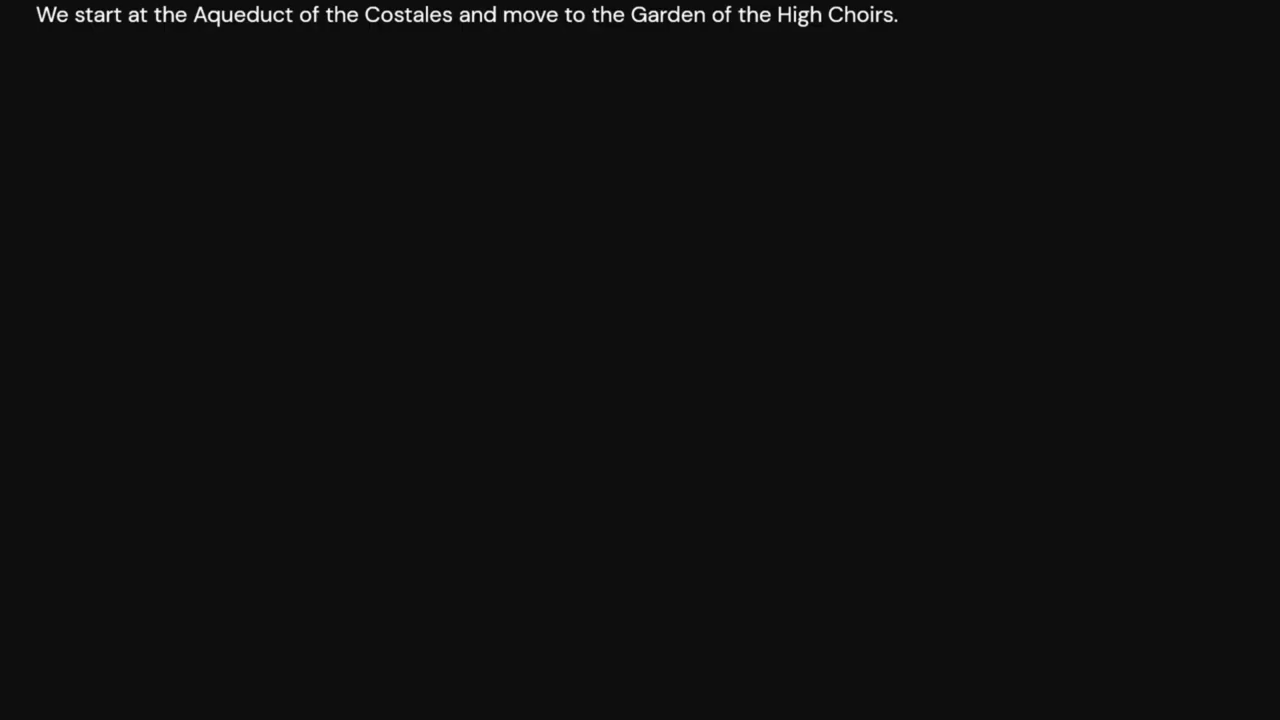 We start at the Aqueduct of the Costales and move to the Garden of the High Choirs.